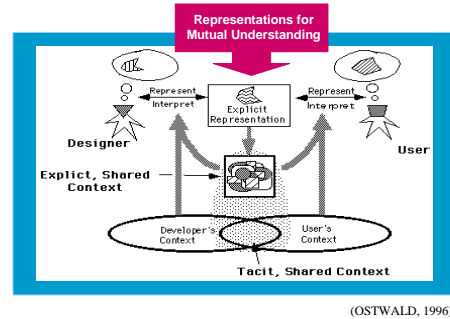 Representations for
Mutual Understanding
Represent
Interpret
Explicit
Representation
Represent
Interpret
Designer
User
Explict, Shared
Context
Developer's
Context
User's
Context
Tacit, Shared Context
(OSTWALD, 1996)